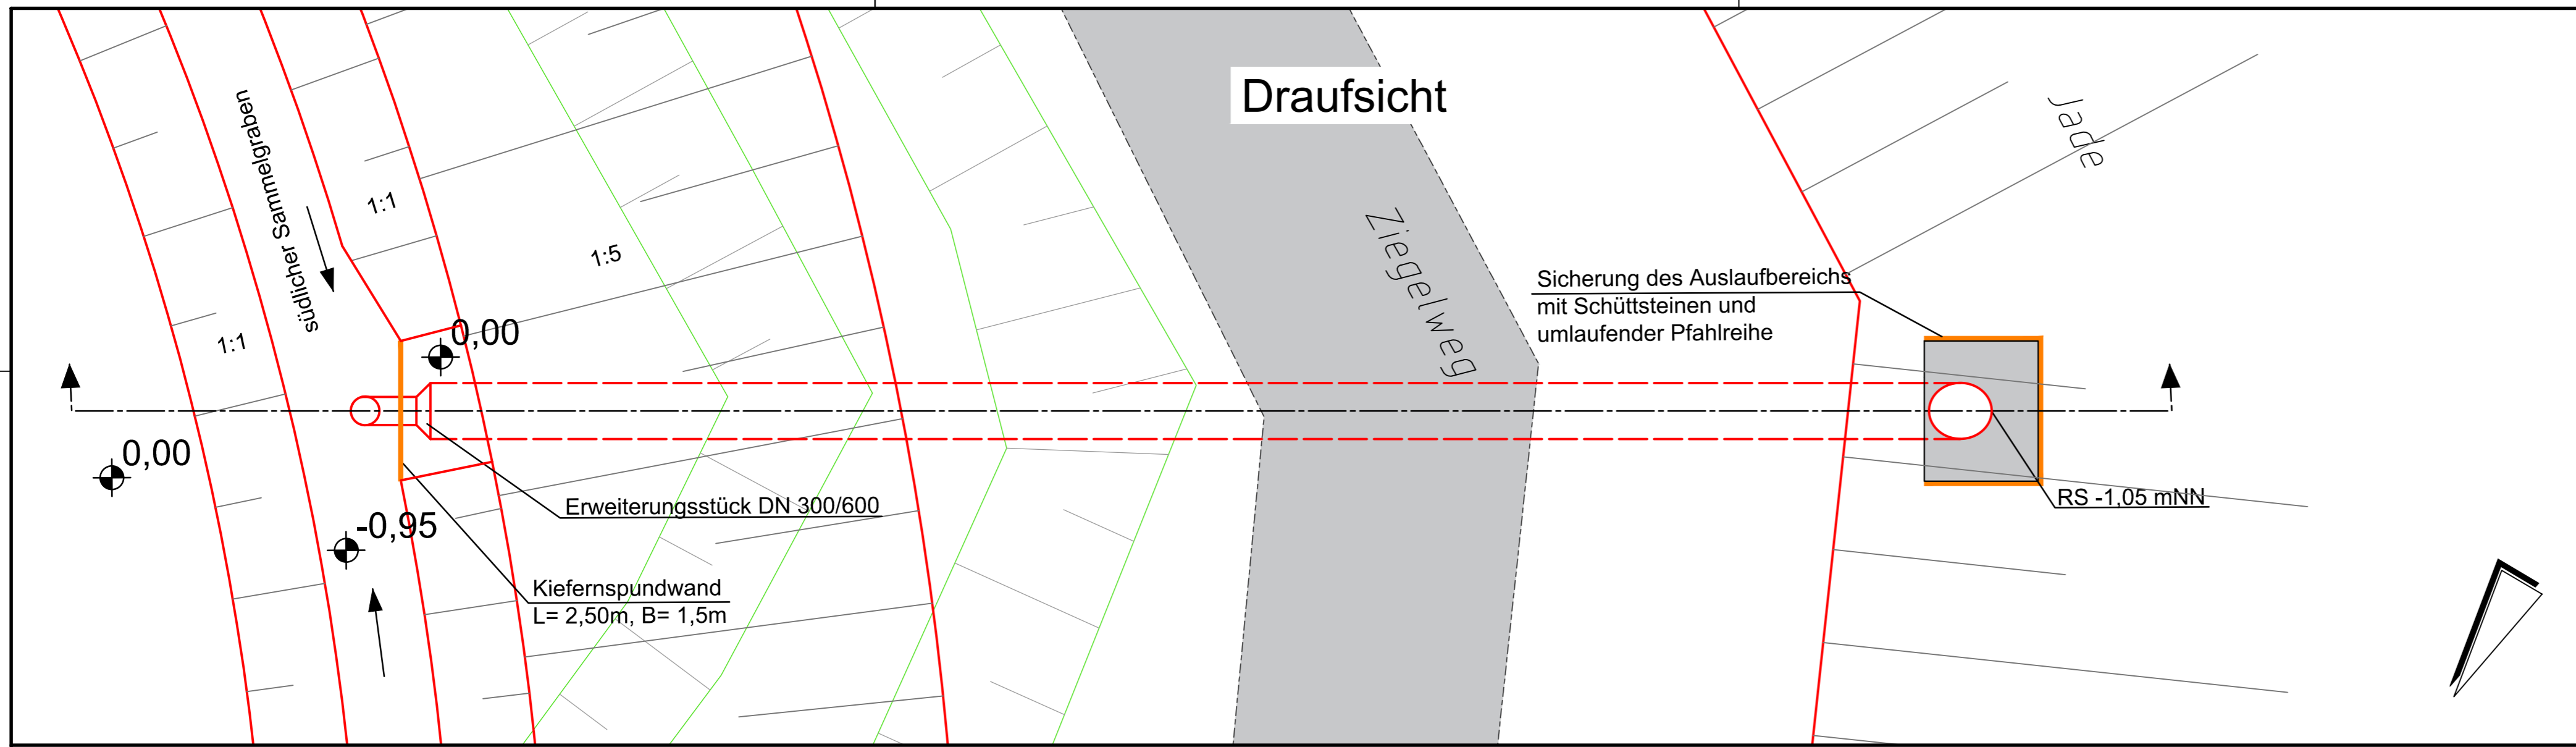 Draufsicht
südlicher Sammelgraben
1:1
1:1
1:5
0,00
0,00
-0,95
Erweiterungsstück DN 300/600
Kiefernspundwand
L= 2,50m, B= 1,5m
Ziegelweg
Sicherung des Auslaufbereichs
mit Schüttsteinen und
umlaufender Pfahlreihe
Jade
RS -1,05 mNN